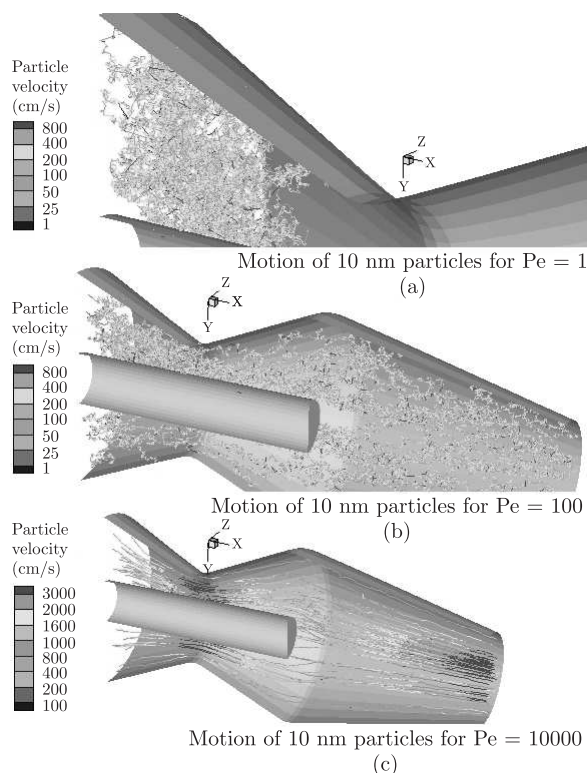 Particle
velocity
(cm/s)
800
400
200
100
50
25
1
Z
X
Y
Motion of 10 nm particles for Pe = 1
(a)
Particle
velocity
(cm/s)
800
400
200
100
50
25
1
Z
X
Y
Motion of 10 nm particles for Pe = 100
(b)
Particle
velocity
(cm/s)
3000
2000
1600
1000
800
400
200
100
Z
X
Y
Motion of 10 nm particles for Pe = 10000
(c)